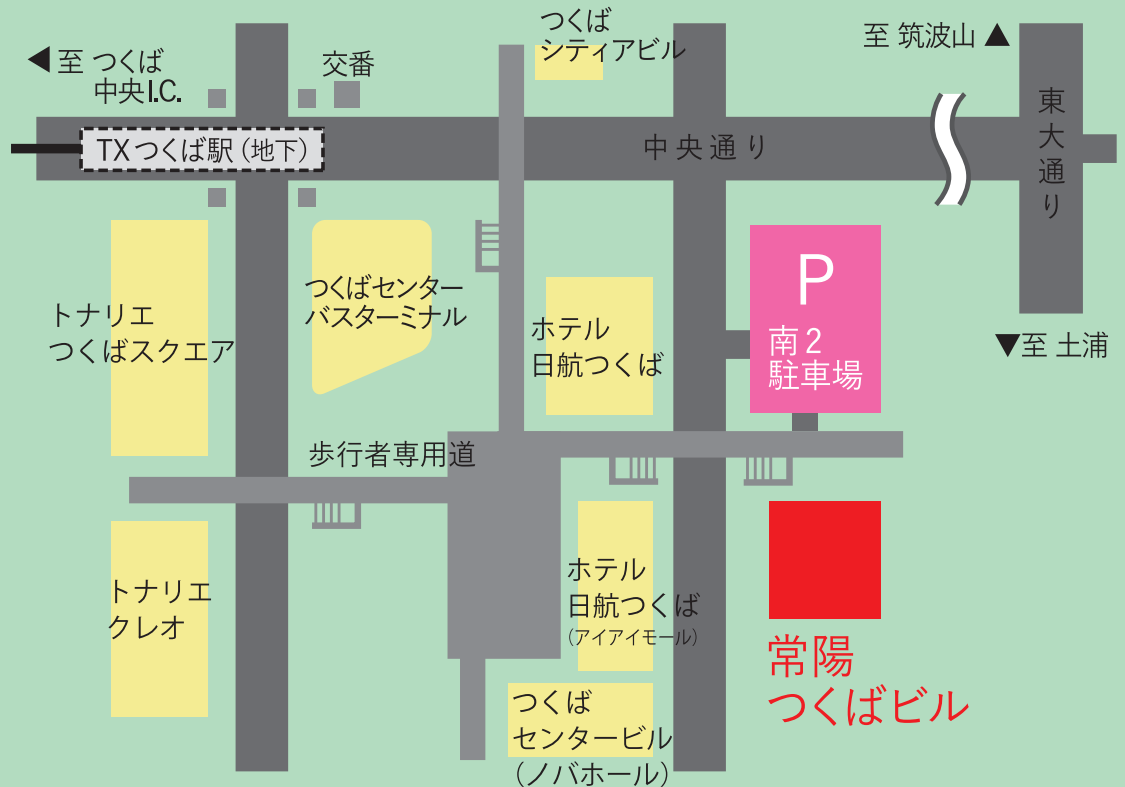 つくば
シティアビル
至 筑波山 ▲
◀ 至 つくば
中央I.C.
交番
東大通り
TXつくば駅（地下）
中央通り
P
南2
駐車場
つくばセンター
バスターミナル
トナリエ
つくばスクエア
ホテル
日航つくば
▼至 土浦
歩行者専用道
トナリエ
クレオ
ホテル
日航つくば
（アイアイモール）
常陽
つくばビル
つくば
センタービル
（ノバホール）